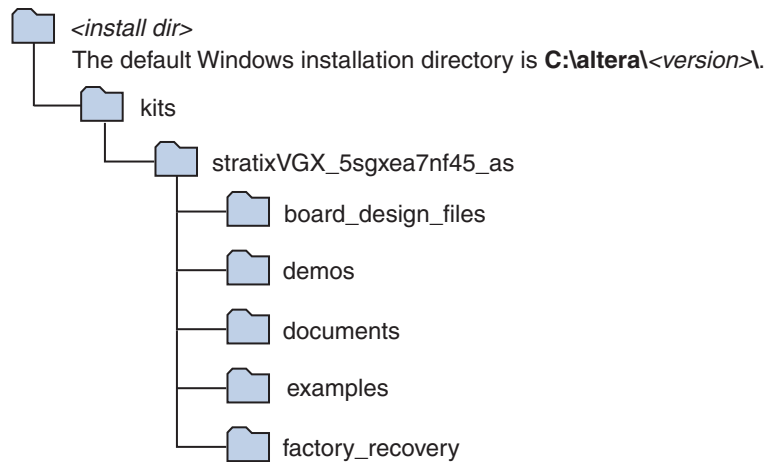 <install dir>
The default Windows installation directory is C:\altera\<version>\.
kits
stratixVGX_5sgxea7nf45_as
board_design_files
demos
documents
examples
factory_recovery